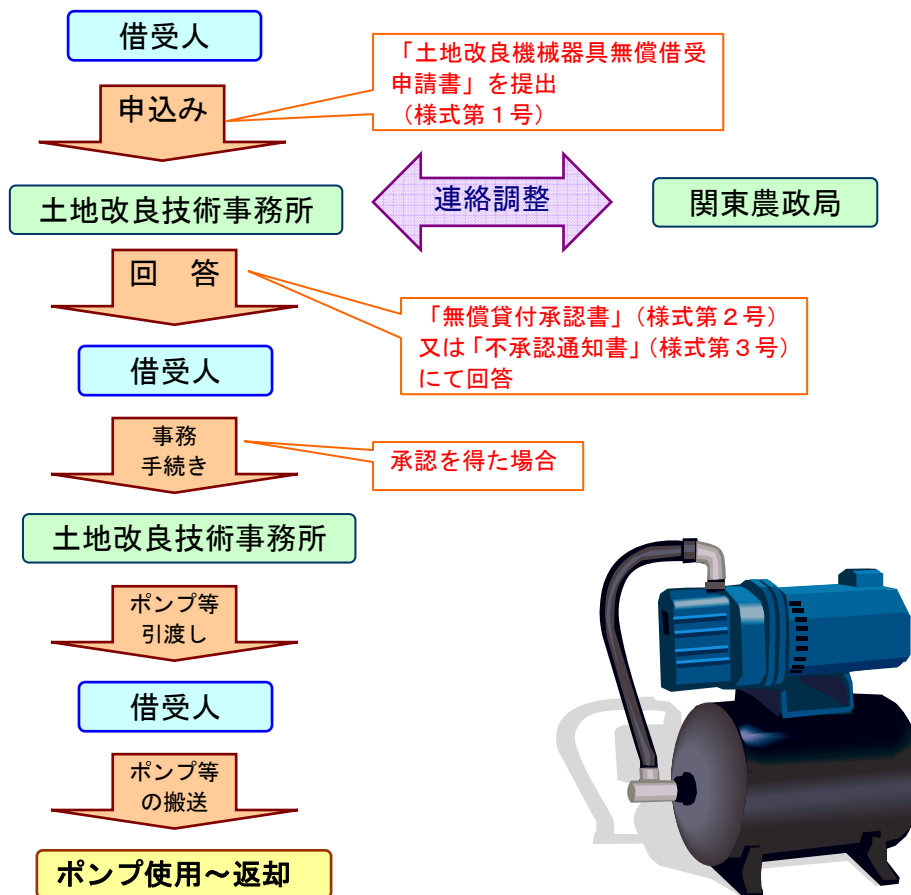 借受人
申込み
「土地改良機械器具無償借受
申請書」を提出
（様式第１号）
土地改良技術事務所
連絡調整
関東農政局
回　答
「無償貸付承認書」（様式第２号）
又は「不承認通知書」（様式第３号）
にて回答
借受人
事務
手続き
承認を得た場合
土地改良技術事務所
ポンプ等
引渡し
借受人
ポンプ等
の搬送
ポンプ使用～返却